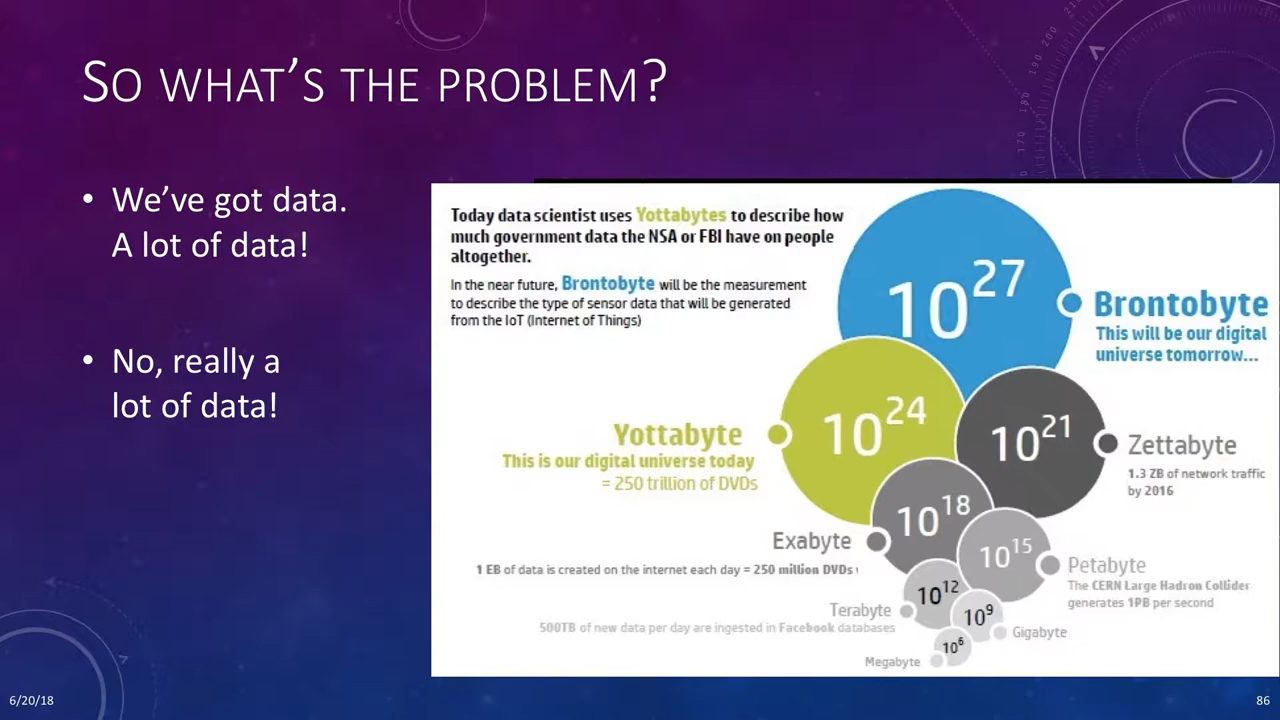 So what's the problem?
• We've got data.
A lot of data!
• No, really a
lot of data!
Today data scientist uses Yottabytes to describe how
much government data the NSA or FBI have on people
altogether.
In the near future, Brontobyte will be the measurement
to describe the type of sensor data that will be generated
from the IoT (Internet of Things)
10^27
Brontobyte
This will be our digital
universe tomorrow...
10^24
Yottabyte
This is our digital universe today
= 250 trillion of DVDs
10^21
Zettabyte
1.3 ZB of network traffic
by 2016
10^18
Exabyte
1 EB of data is created on the internet each day = 250 million DVDs
10^15
Petabyte
The CERN Large Hadron Collider
generates 1PB per second
10^12
Terabyte
500TB of new data per day are ingested in Facebook databases
10^9
Gigabyte
10^6
Megabyte
6/20/18
86